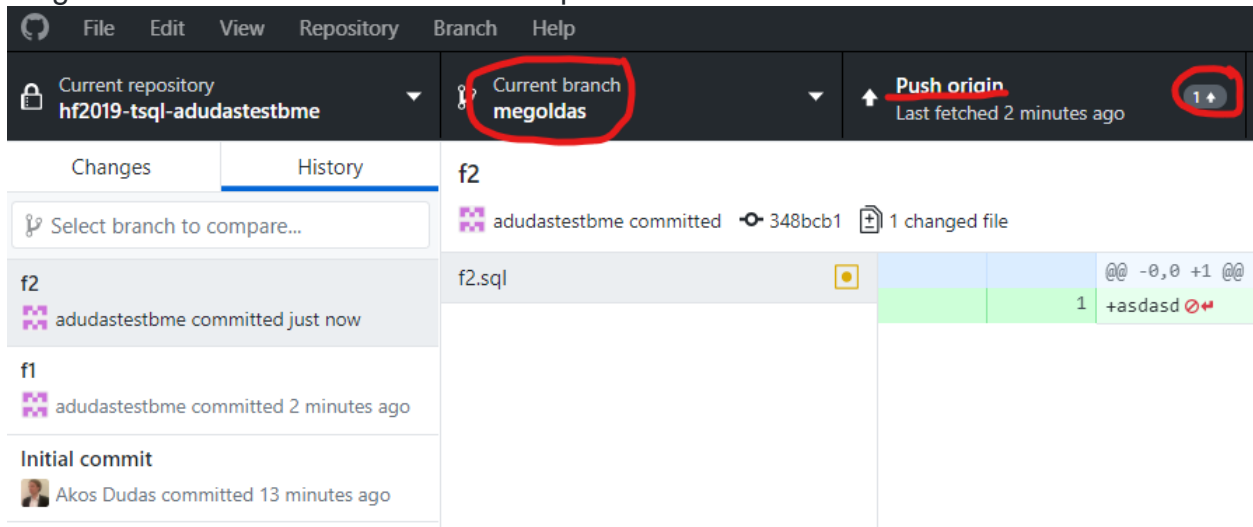 File Edit View Repository Branch Help
Current repository
hf2019-tsql-adudastestbme
Current branch
megoldas
Push origin
Last fetched 2 minutes ago
1
Changes History
Select branch to compare...
f2
adudastestbme committed just now
f1
adudastestbme committed 2 minutes ago
Initial commit
Akos Dudas committed 13 minutes ago
f2
adudastestbme committed 348bcb1 1 changed file
f2.sql
@@ -0,0 +1 @@
1 +asdasd